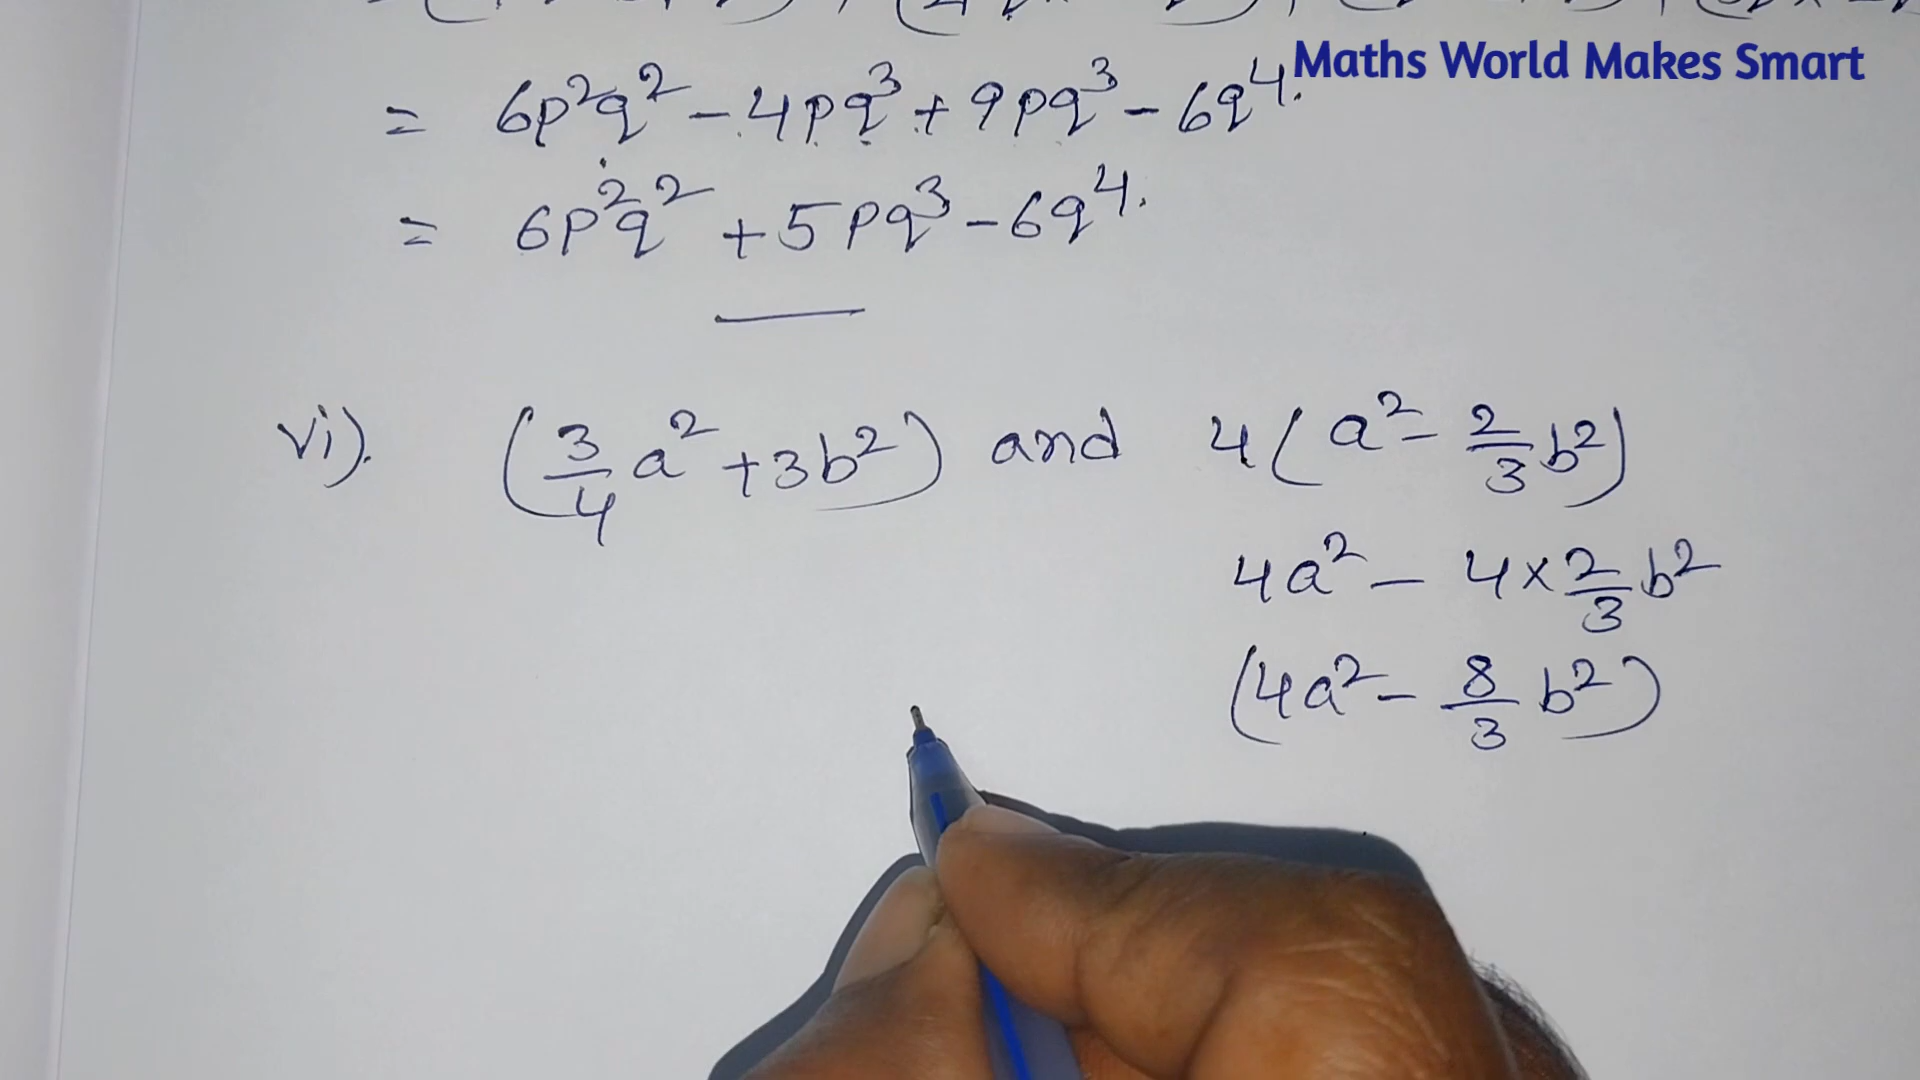 Maths World Makes Smart
= 6p²q² - 4pq³ + 9pq³ - 6q⁴.
= 6p²q² + 5pq³ - 6q⁴.
vi). (3/4 a² + 3b²) and 4(a² - 2/3 b²)
4a² - 4 × 2/3 b²
(4a² - 8/3 b²)